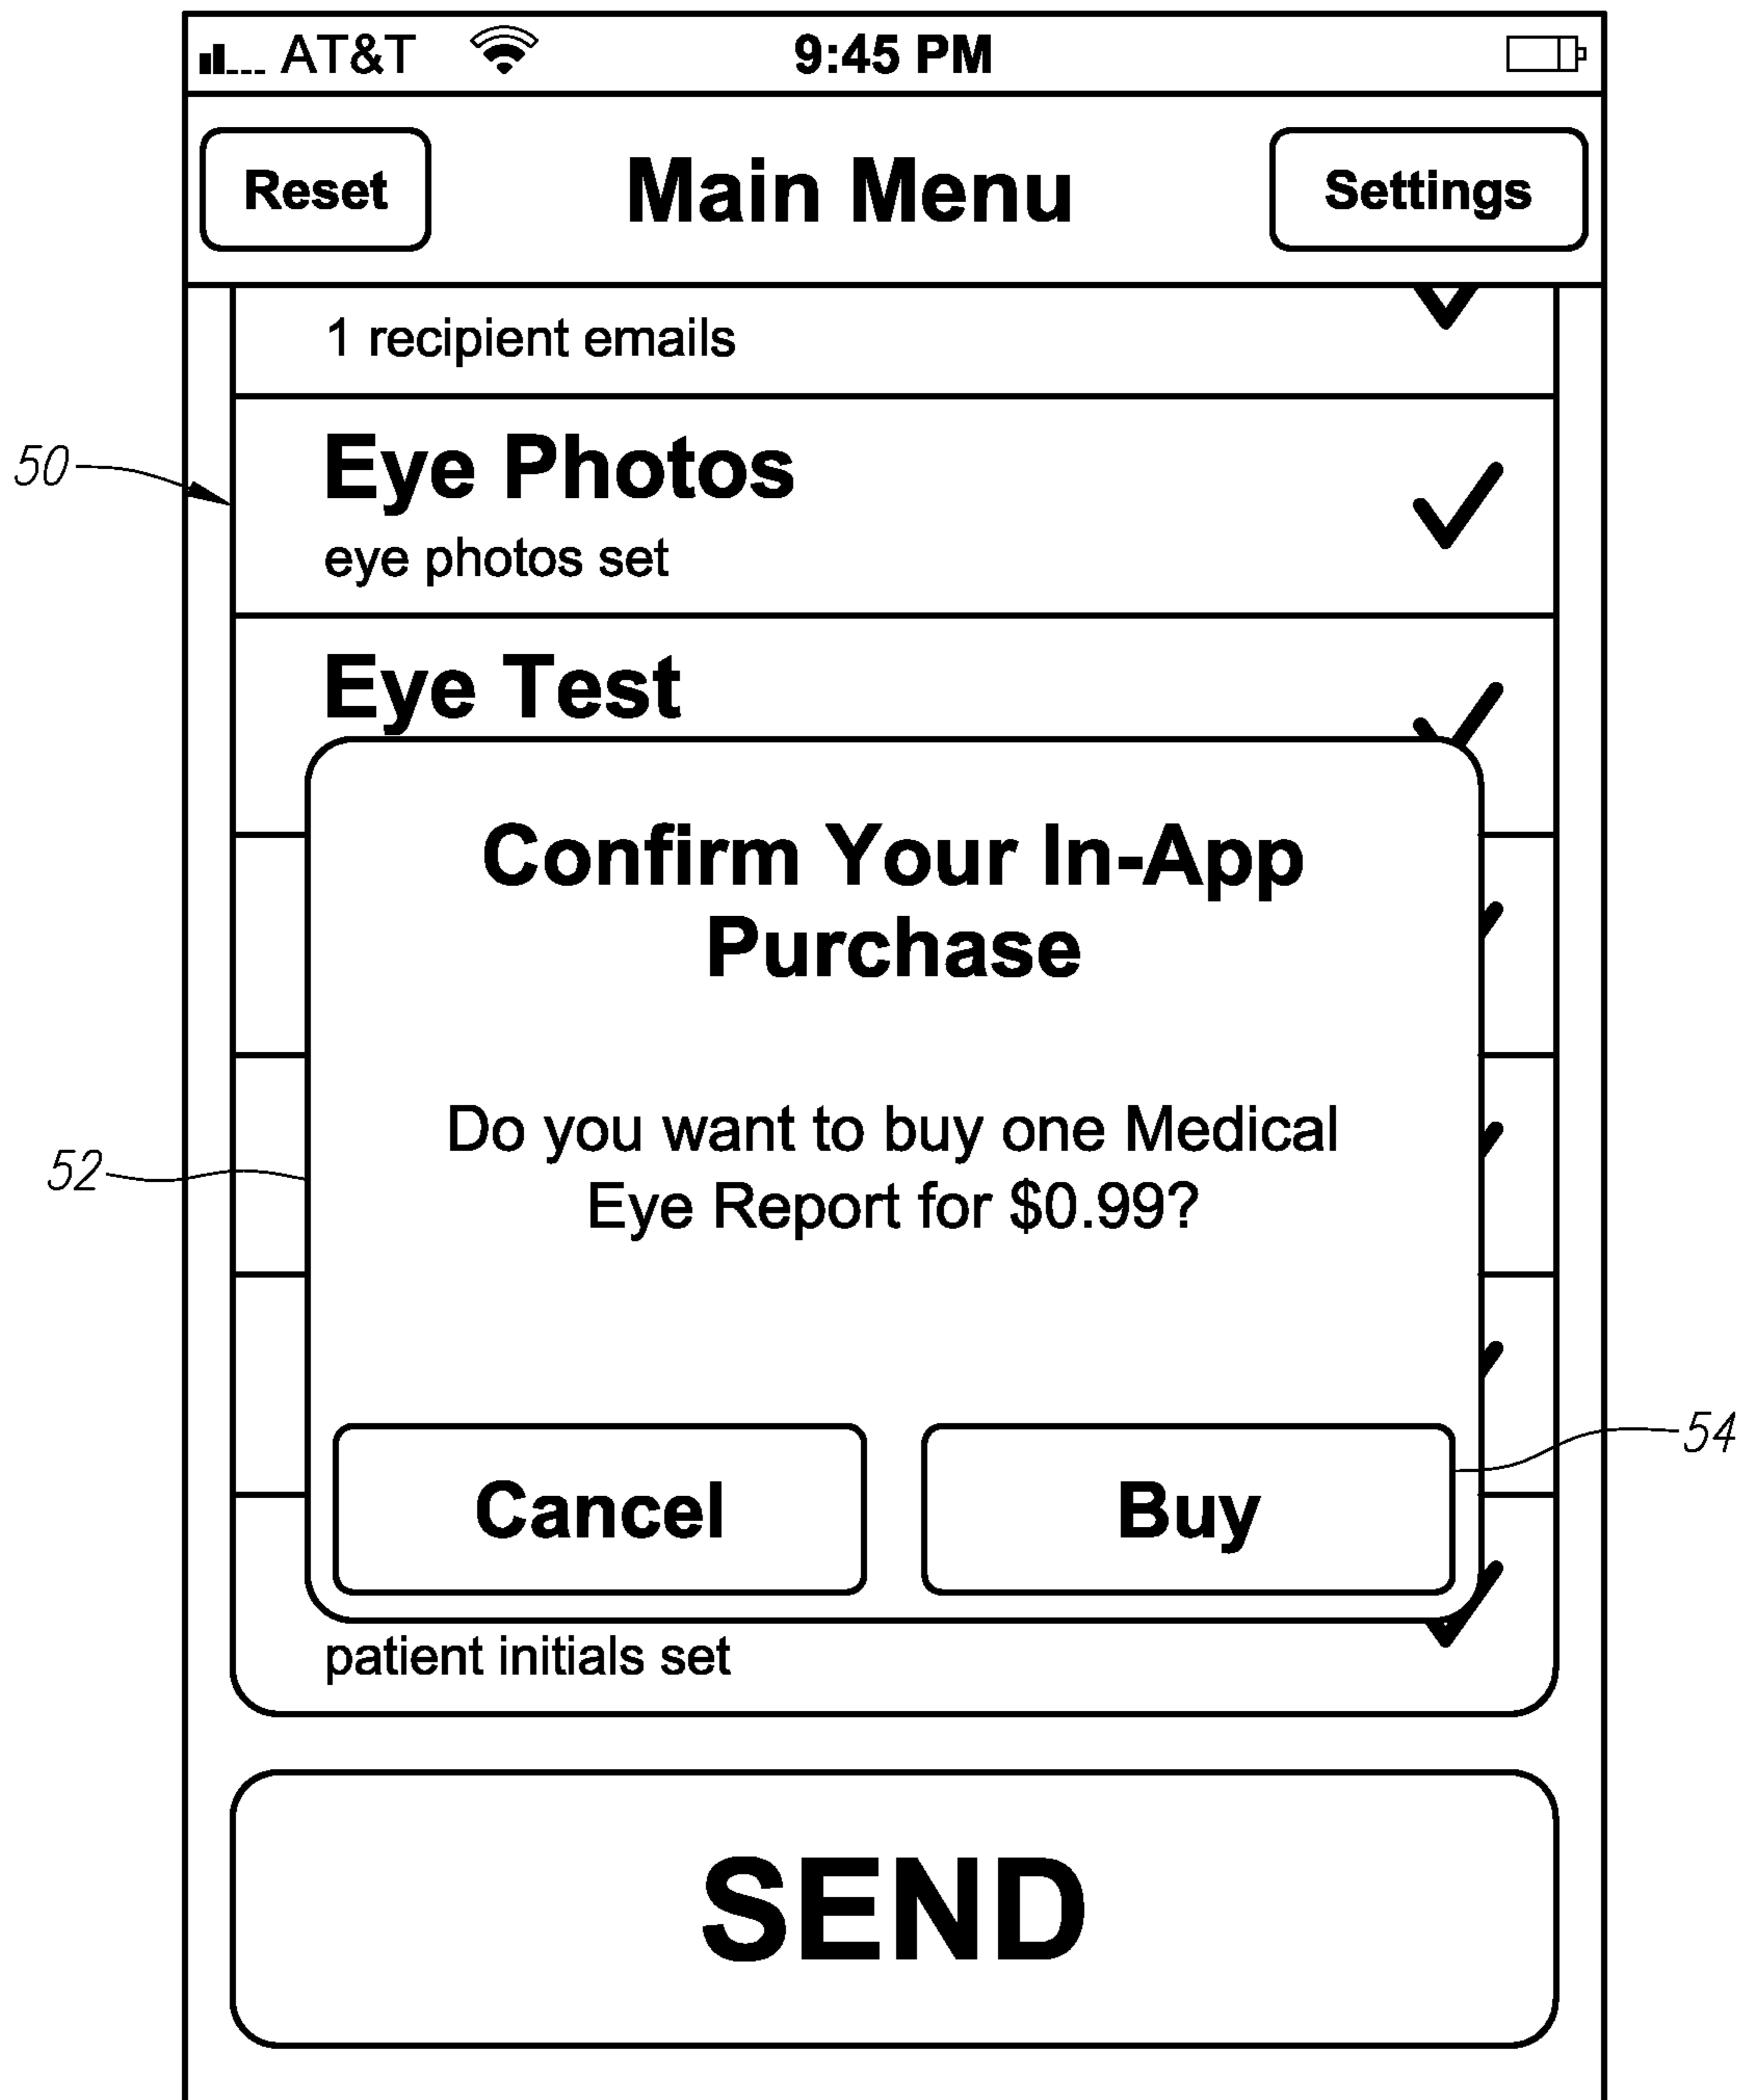 AT&T 9:45 PM
Reset Main Menu Settings
1 recipient emails
50
Eye Photos
eye photos set
Eye Test
Confirm Your In-App
Purchase
Do you want to buy one Medical
52
Eye Report for $0.99?
54
Cancel Buy
patient initials set
SEND